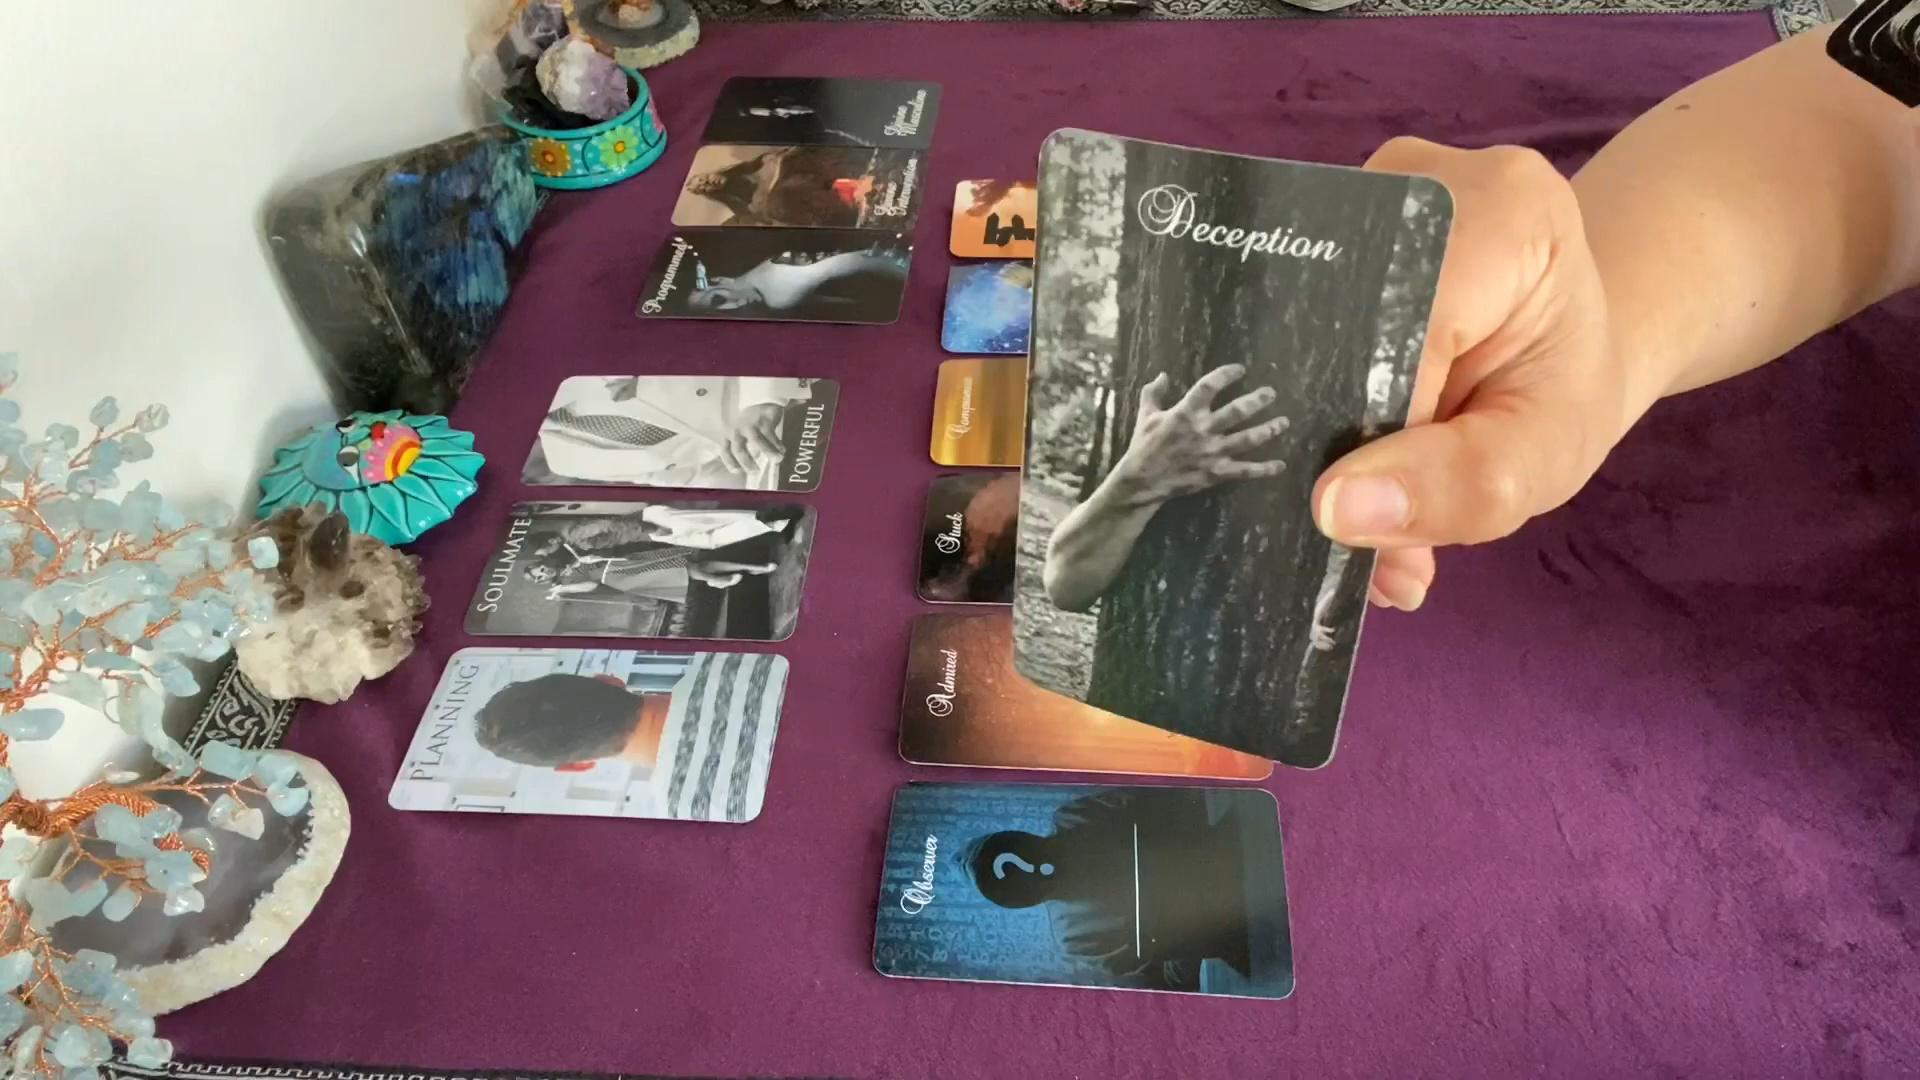 Deception
Divine
Masculine
Divine
Intervention
Programmed
POWERFUL
SOULMATE
PLANNING
Stuck
Admired
Observer
?